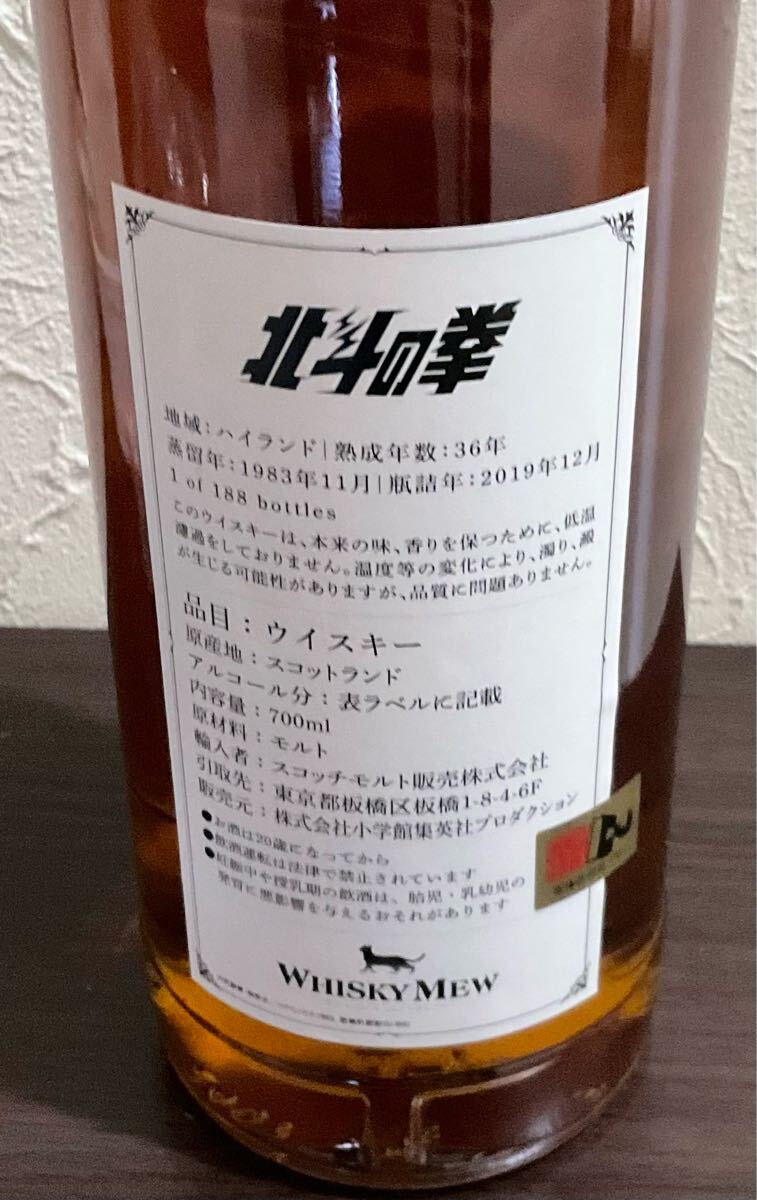 北斗の拳
地域：ハイランド|熟成年数：36年
蒸留年：1983年11月|瓶詰年：2019年12月
1 of 188 bottles
このウイスキーは、本来の味、香りを保つために、低温
濾過をしておりません。温度等の変化により、濁り、澱
が生じる可能性がありますが、品質に問題ありません。
品目：ウイスキー
原産地：スコットランド
アルコール分：表ラベルに記載
内容量：700ml
原材料：モルト
輸入者：スコッチモルト販売株式会社
引取先：東京都板橋区板橋1-8-4-6F
販売元：株式会社小学館集英社プロダクション
●お酒は20歳になってから
●飲酒運転は法律で禁止されています
●妊娠中や授乳期の飲酒は、胎児・乳幼児の
発育に悪影響を与えるおそれがあります
WHISKY MEW